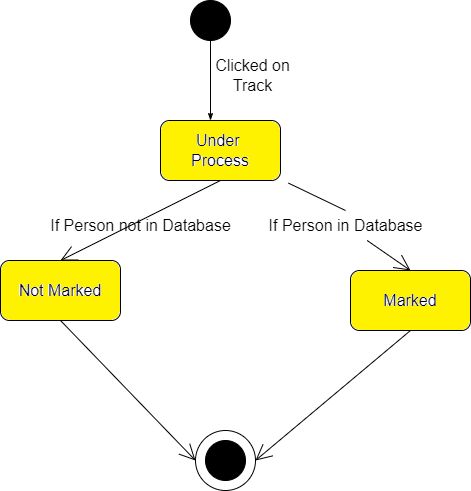 Clicked on
Track
Under
Process
If Person not in Database
If Person in Database
Not Marked
Marked